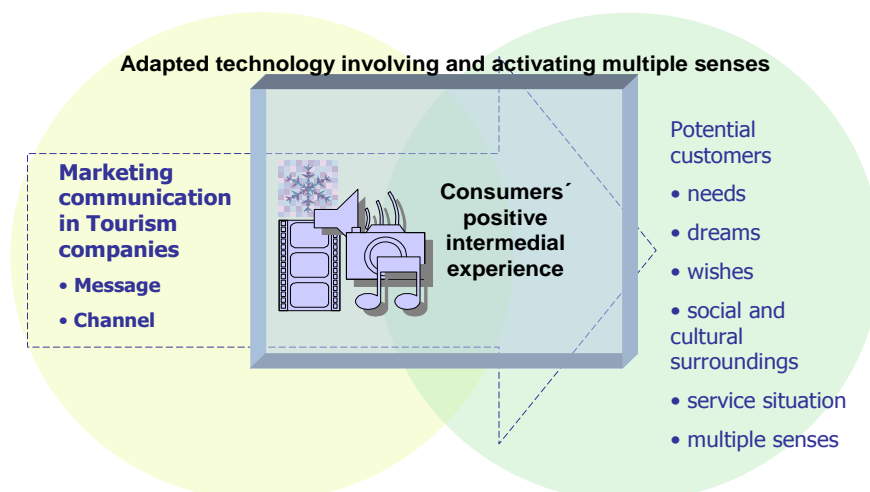 Adapted technology involving and activating multiple senses
Marketing
communication
in Tourism
companies
• Message
• Channel
Consumers´
positive
intermedial
experience
Potential
customers
• needs
• dreams
• wishes
• social and
cultural
surroundings
• service situation
• multiple senses